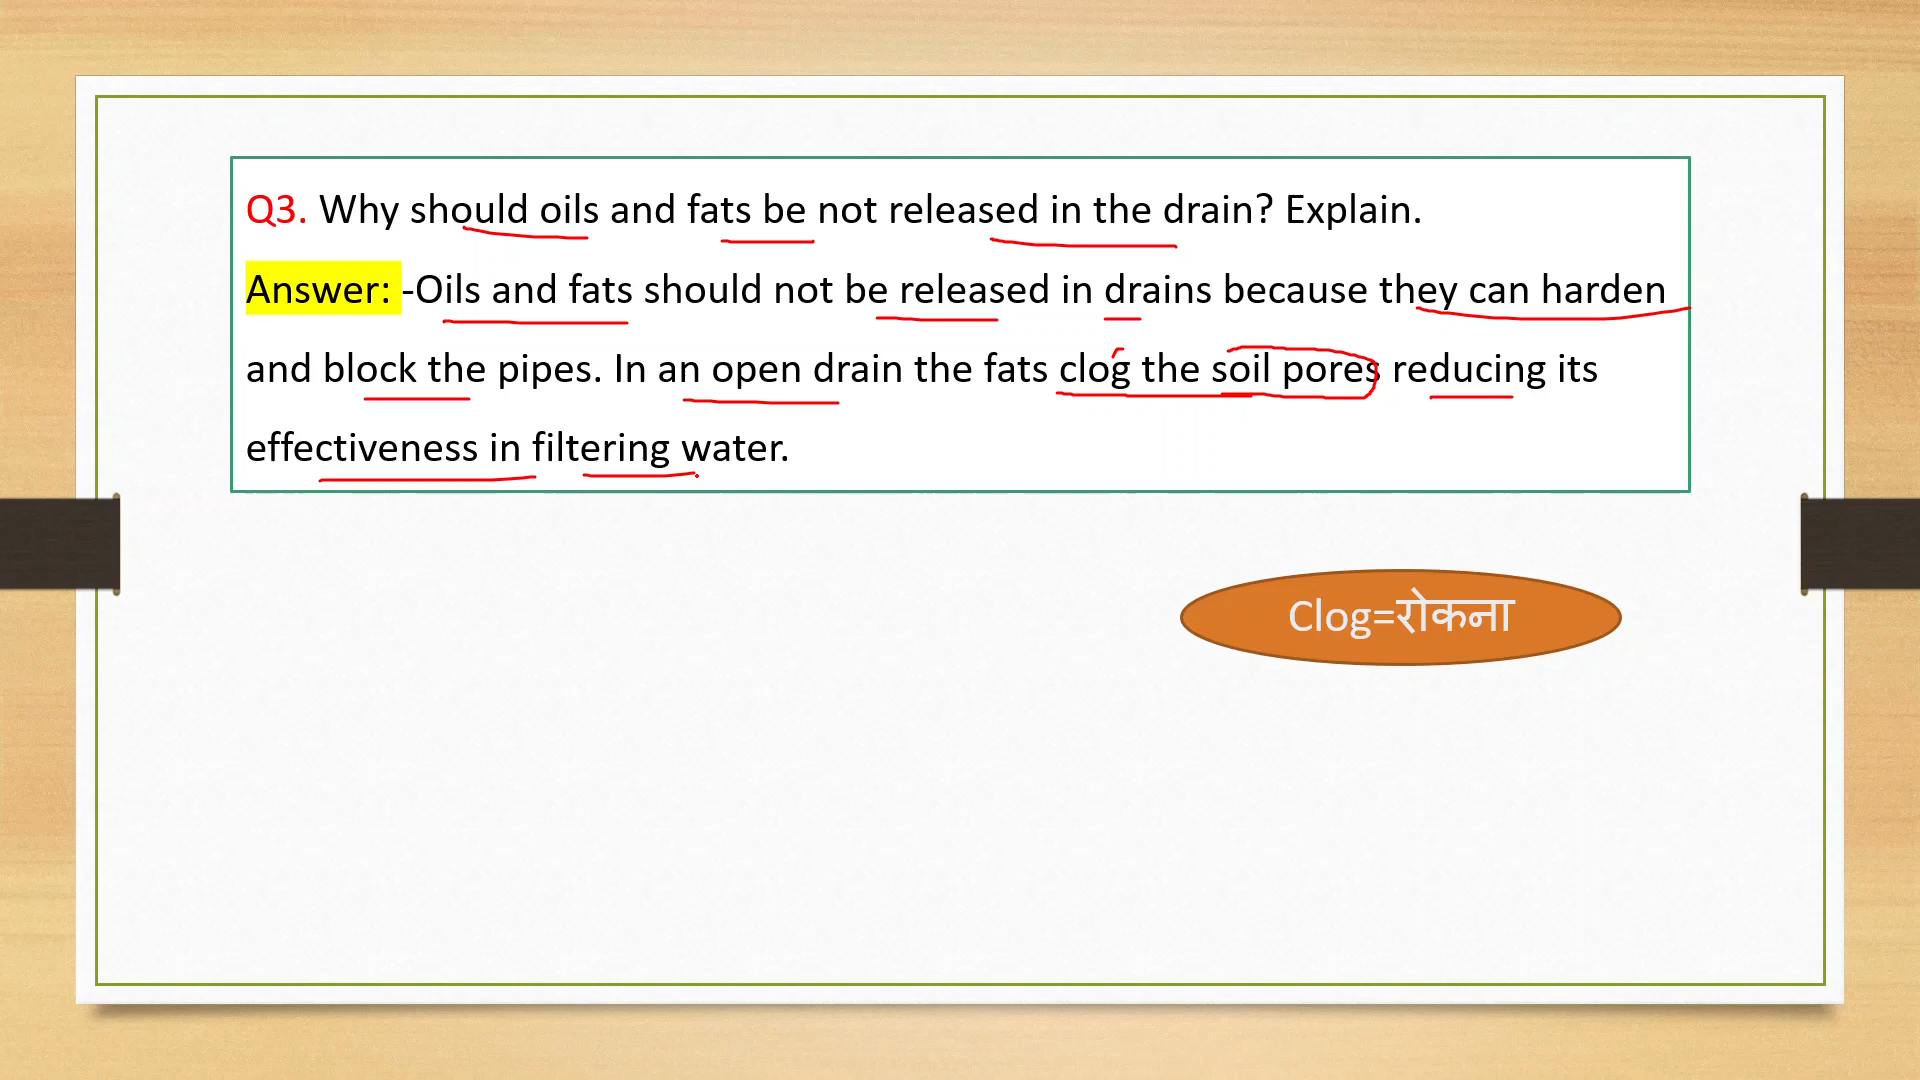 Q3. Why should oils and fats be not released in the drain? Explain.
Answer: -Oils and fats should not be released in drains because they can harden
and block the pipes. In an open drain the fats clog the soil pores reducing its
effectiveness in filtering water.
Clog=रोकना